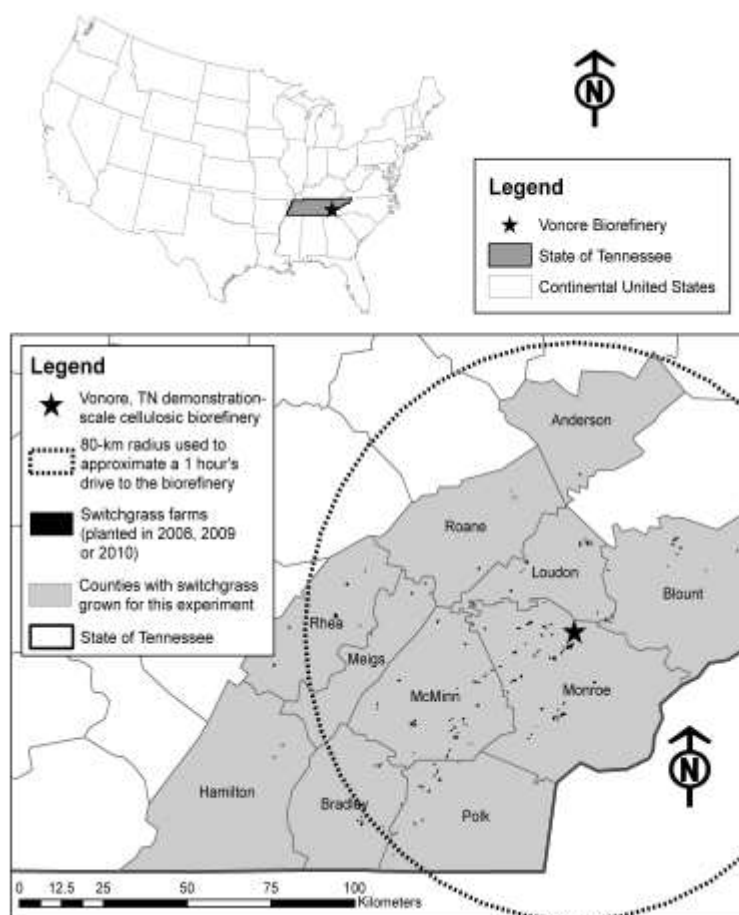 N
Legend
Vonore Biorefinery
State of Tennessee
Continental United States
Legend
Vonore, TN demonstration-
scale cellulosic biorefinery
80-km radius used to
approximate a 1 hour's
drive to the biorefinery
Switchgrass farms
(planted in 2008, 2009
or 2010)
Counties with switchgrass
grown for this experiment
State of Tennessee
Anderson
Roane
Loudon
Blount
Rhea
Meigs
McMinn
Monroe
N
Hamilton
Bradley
Polk
0 12.5 25 50 75 100
Kilometers